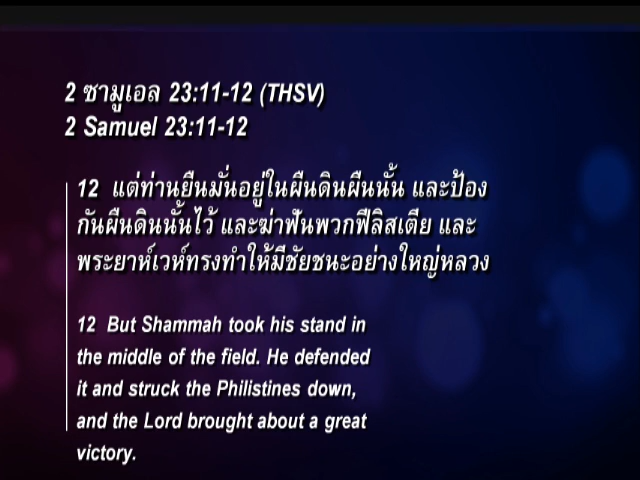 2 ซามูเอล 23:11-12 (THSV)
2 Samuel 23:11-12
12 แต่ท่านยืนมั่นอยู่ในผืนดินผืนนั้น และป้อง
กันผืนดินนั้นไว้ และฆ่าฟันพวกฟีลิสเตีย และ
พระยาห์เวห์ทรงทำให้มีชัยชนะอย่างใหญ่หลวง
12 But Shammah took his stand in
the middle of the field. He defended
it and struck the Philistines down,
and the Lord brought about a great
victory.